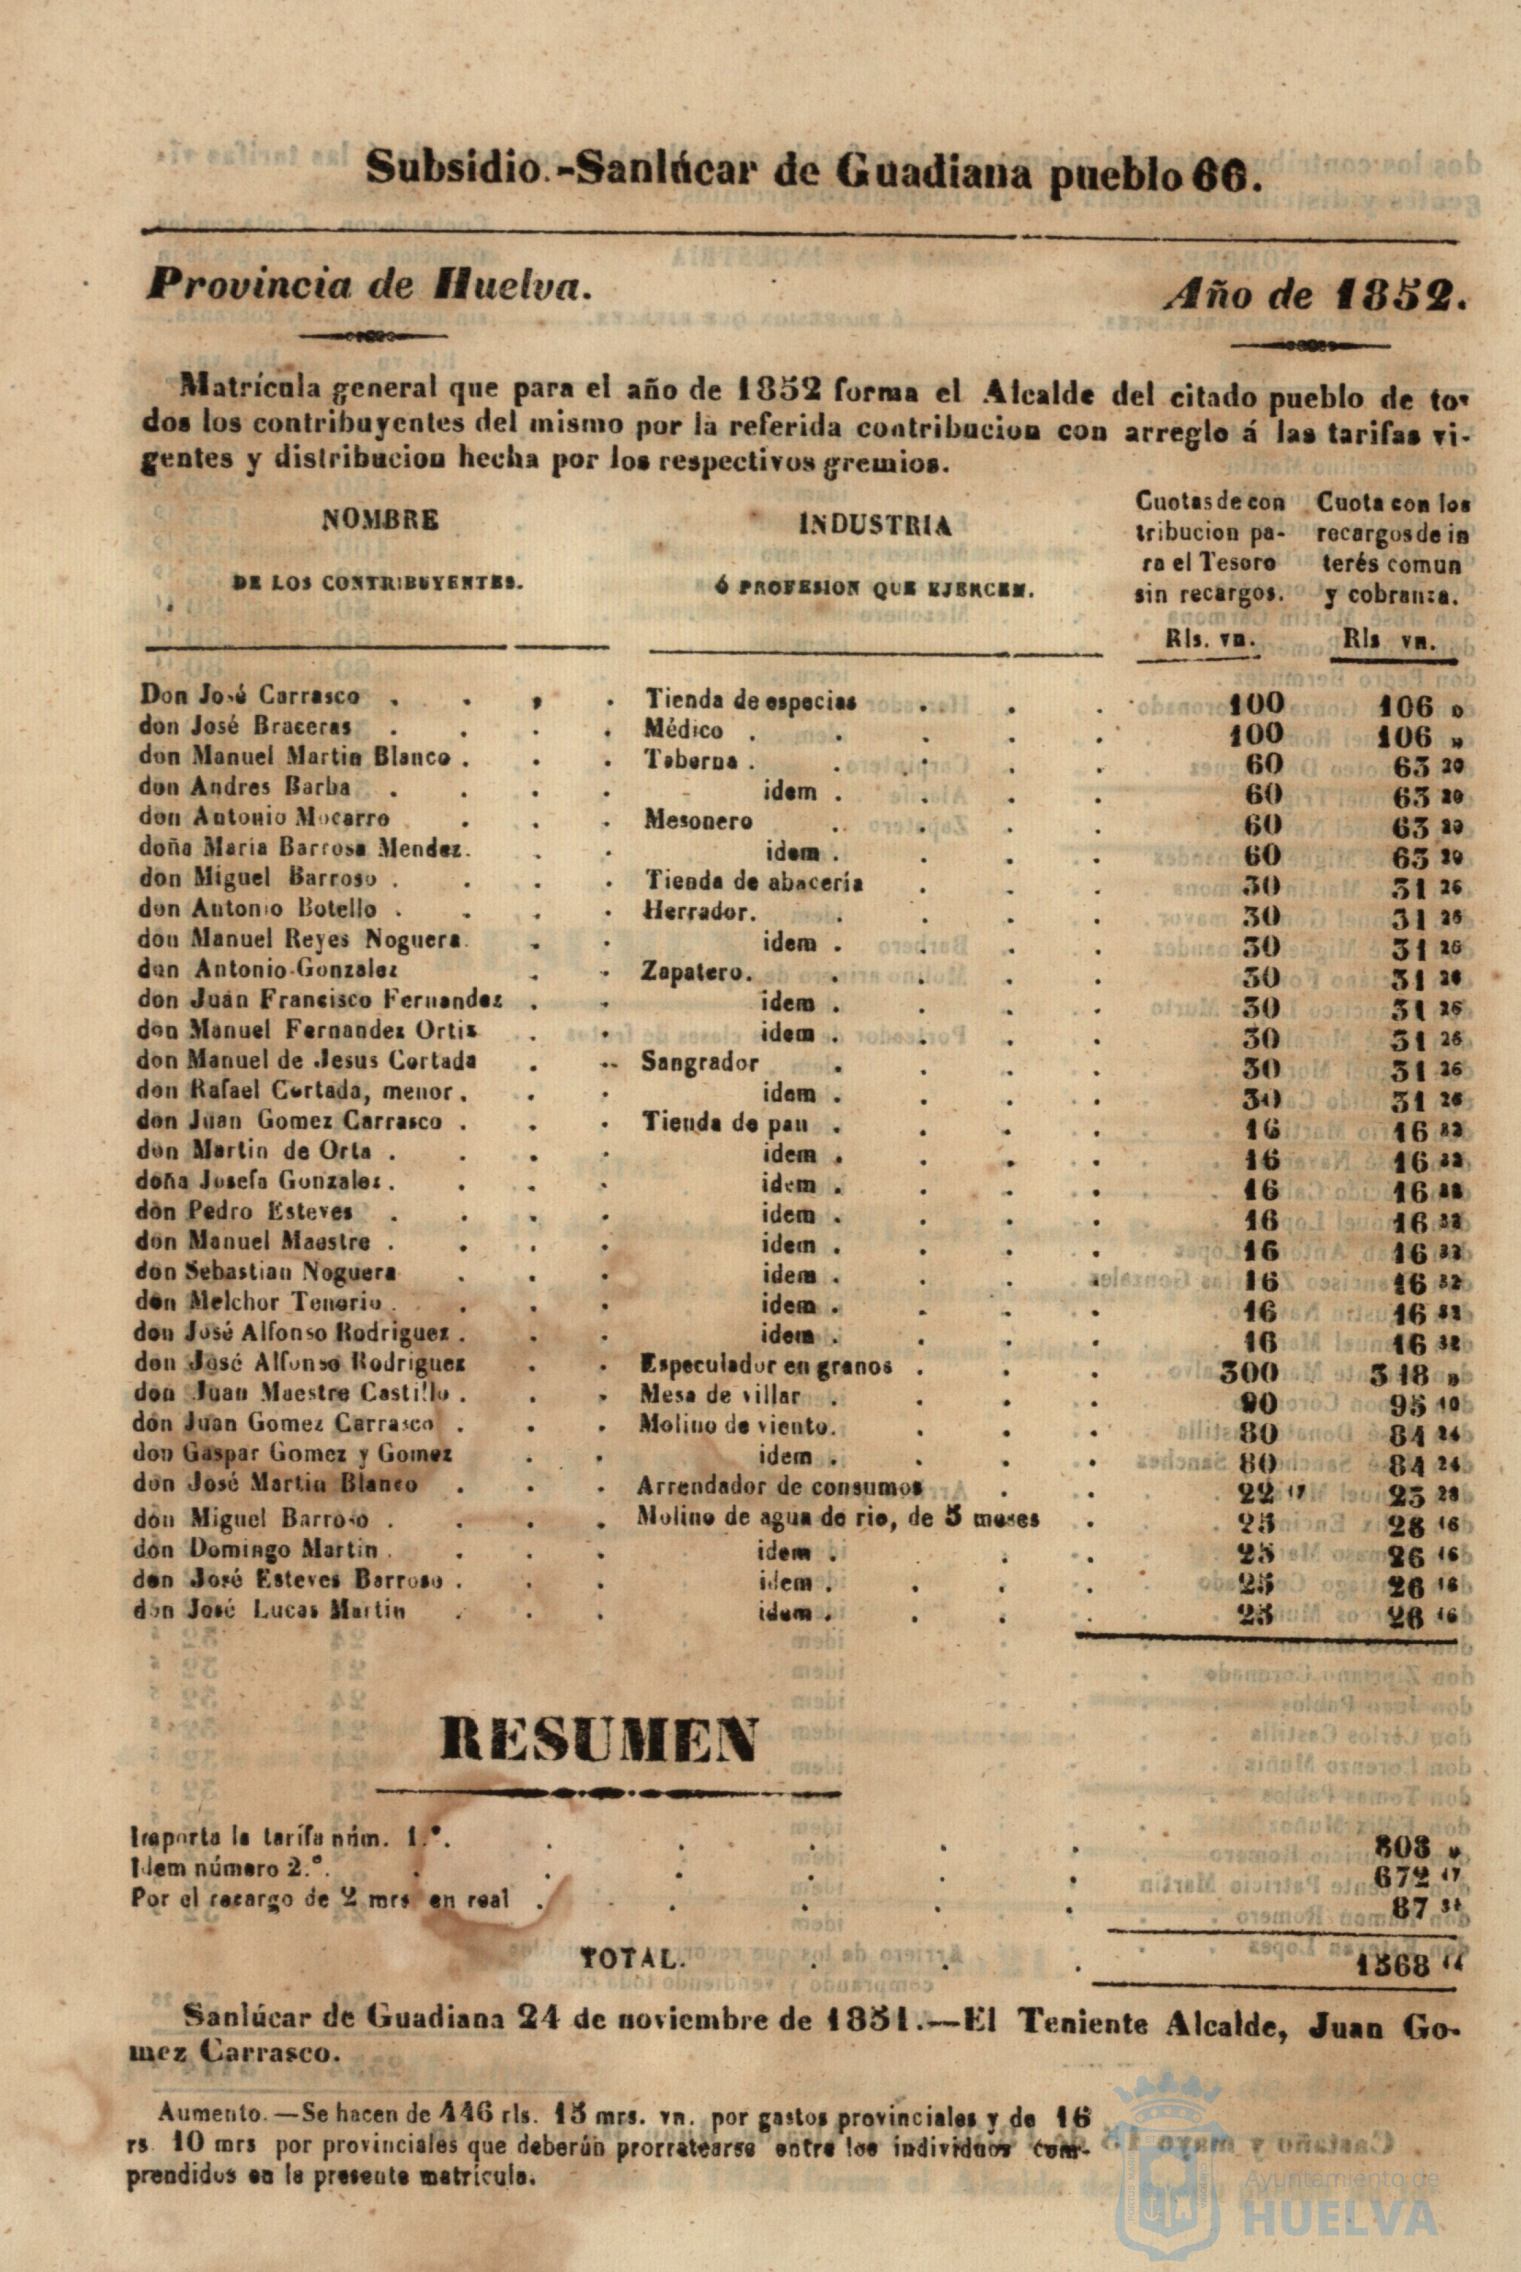 Subsidio.-Sanlúcar de Guadiana pueblo 66.
Provincia de Huelva. Año de 1852.
Matrícula general que para el año de 1852 forma el Alcalde del citado pueblo de to-
dos los contribuyentes del mismo por la referida contribucion con arreglo á las tarifas vi-
gentes y distribucion hecha por los respectivos gremios.
NOMBRE
DE LOS CONTRIBUYENTES.
INDUSTRIA
Ó PROFESION QUE EJERCEN.
Cuotas de con
tribucion pa-
ra el Tesoro
sin recargos.
Rls. vn.
Cuota con los
recargos de in
terés comun
y cobranza.
Rls vn.
Don José Carrasco . . . . Tienda de especias . . . 100 106 »
don José Braceras . . . . Médico . . . . . 100 106 »
don Manuel Martin Blanco . . . Taberna . . . . . 60 63 20
don Andres Barba . . . . idem . . . . 60 63 20
don Antonio Mocarro . . . Mesonero . . . . 60 63 20
doña Maria Barrosa Mendez. . . idem . . . . 60 63 20
don Miguel Barroso . . . . Tienda de abacería . . . 30 31 26
don Antonio Botello . . . . Herrador. . . . . 30 31 26
don Manuel Reyes Noguera. . . idem . . . . 30 31 26
don Antonio Gonzalez . . Zapatero. . . . . 30 31 26
don Juan Francisco Fernandez . . idem . . . . 30 31 26
don Manuel Fernandez Ortiz . . idem . . . . 30 31 26
don Manuel de Jesus Cortada . . Sangrador . . . . 30 31 26
don Rafael Cortada, menor . . . idem . . . . 30 31 26
don Juan Gomez Carrasco . . . Tienda de pan . . . . 16 16 32
don Martin de Orta . . . . idem . . . . 16 16 32
doña Josefa Gonzalez . . . . idem . . . . 16 16 32
don Pedro Esteves . . . . idem . . . . 16 16 32
don Manuel Maestre . . . . idem . . . . 16 16 32
don Sebastian Noguera . . . idem . . . . 16 16 32
don Melchor Tenorio . . . . idem . . . . 16 16 32
don José Alfonso Rodriguez . . . idem . . . . 16 16 32
don José Alfonso Rodriguez . . Especulador en granos . . . 300 318 »
don Juan Maestre Castillo . . . Mesa de villar . . . . 90 95 10
don Juan Gomez Carrasco . . . Molino de viento. . . . 80 84 24
don Gaspar Gomez y Gomez . . idem . . . . 80 84 24
don José Martin Blanco . . . Arrendador de consumos . . 22 17 23 28
don Miguel Barroso . . . . Molino de agua de rio, de 3 meses . 25 26 16
don Domingo Martin . . . . idem . . . 25 26 16
don José Esteves Barroso . . . idem . . . . 25 26 16
don José Lucas Martin . . . idem . . . . 25 26 16
RESUMEN
Importa la tarifa núm. 1.ª. . . . . . 808 »
Idem número 2.ª. . . . . . . 672 17
Por el recargo de 2 mrs en real . . . . . 87
TOTAL. . . . 1568
Sanlúcar de Guadiana 24 de noviembre de 1851.—El Teniente Alcalde, Juan Go-
mez Carrasco.
Aumento.—Se hacen de 446 rls. 13 mrs. vn. por gastos provinciales y de 16
rs 10 mrs por provinciales que deberán prorratearse entre los individuos com-
prendidos en la presente matrícula.
Ayuntamiento de
HUELVA